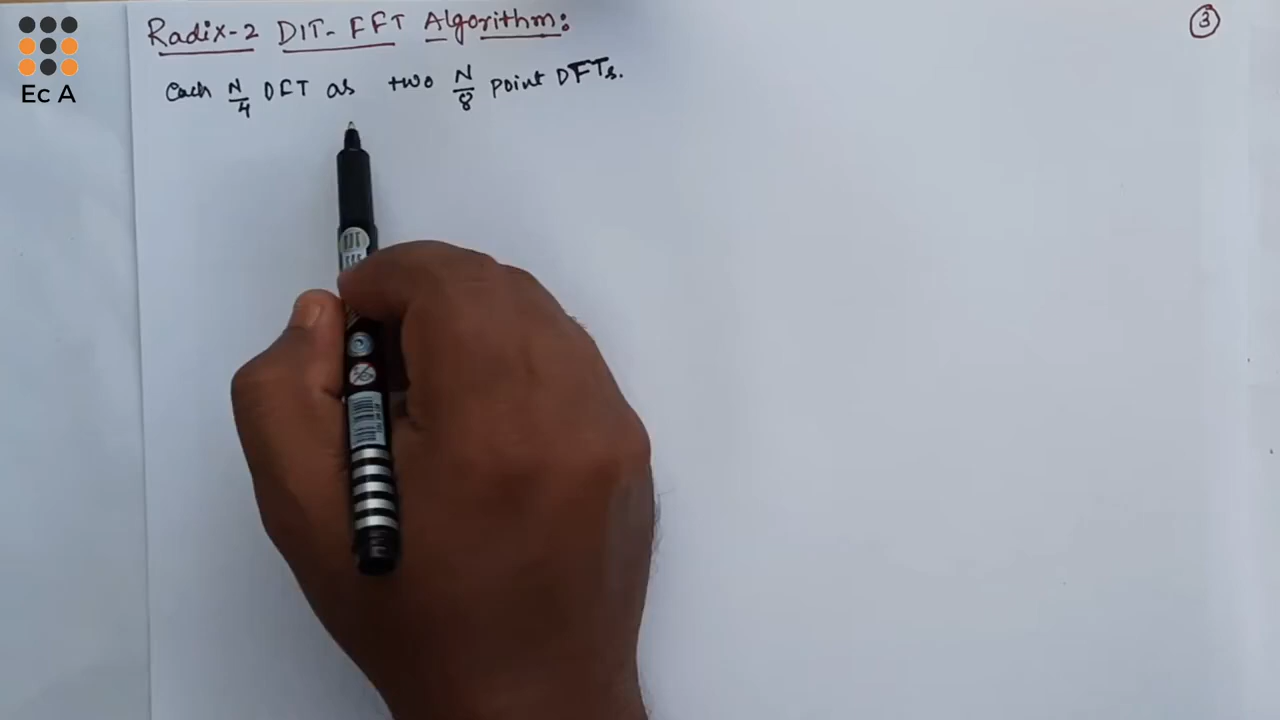 Radix-2 DIT-FFT Algorithm:
3
Each N/4 DFT as two N/8 point DFTs.
Ec A